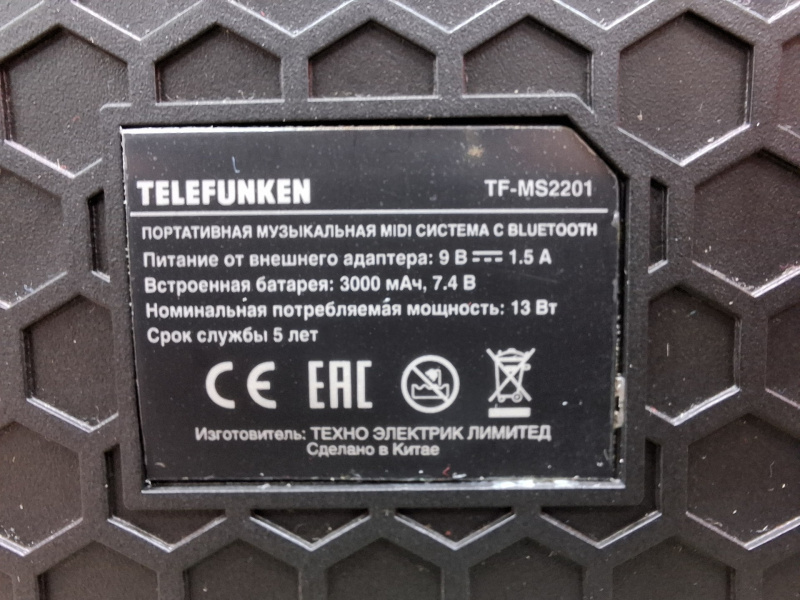 TELEFUNKEN TF-MS2201
ПОРТАТИВНАЯ МУЗЫКАЛЬНАЯ MIDI СИСТЕМА С BLUETOOTH
Питание от внешнего адаптера: 9 В ⎓ 1.5 А
Встроенная батарея: 3000 мАч, 7.4 В
Номинальная потребляемая мощность: 13 Вт
Срок службы 5 лет
CE EAC
Изготовитель: ТЕХНО ЭЛЕКТРИК ЛИМИТЕД
Сделано в Китае